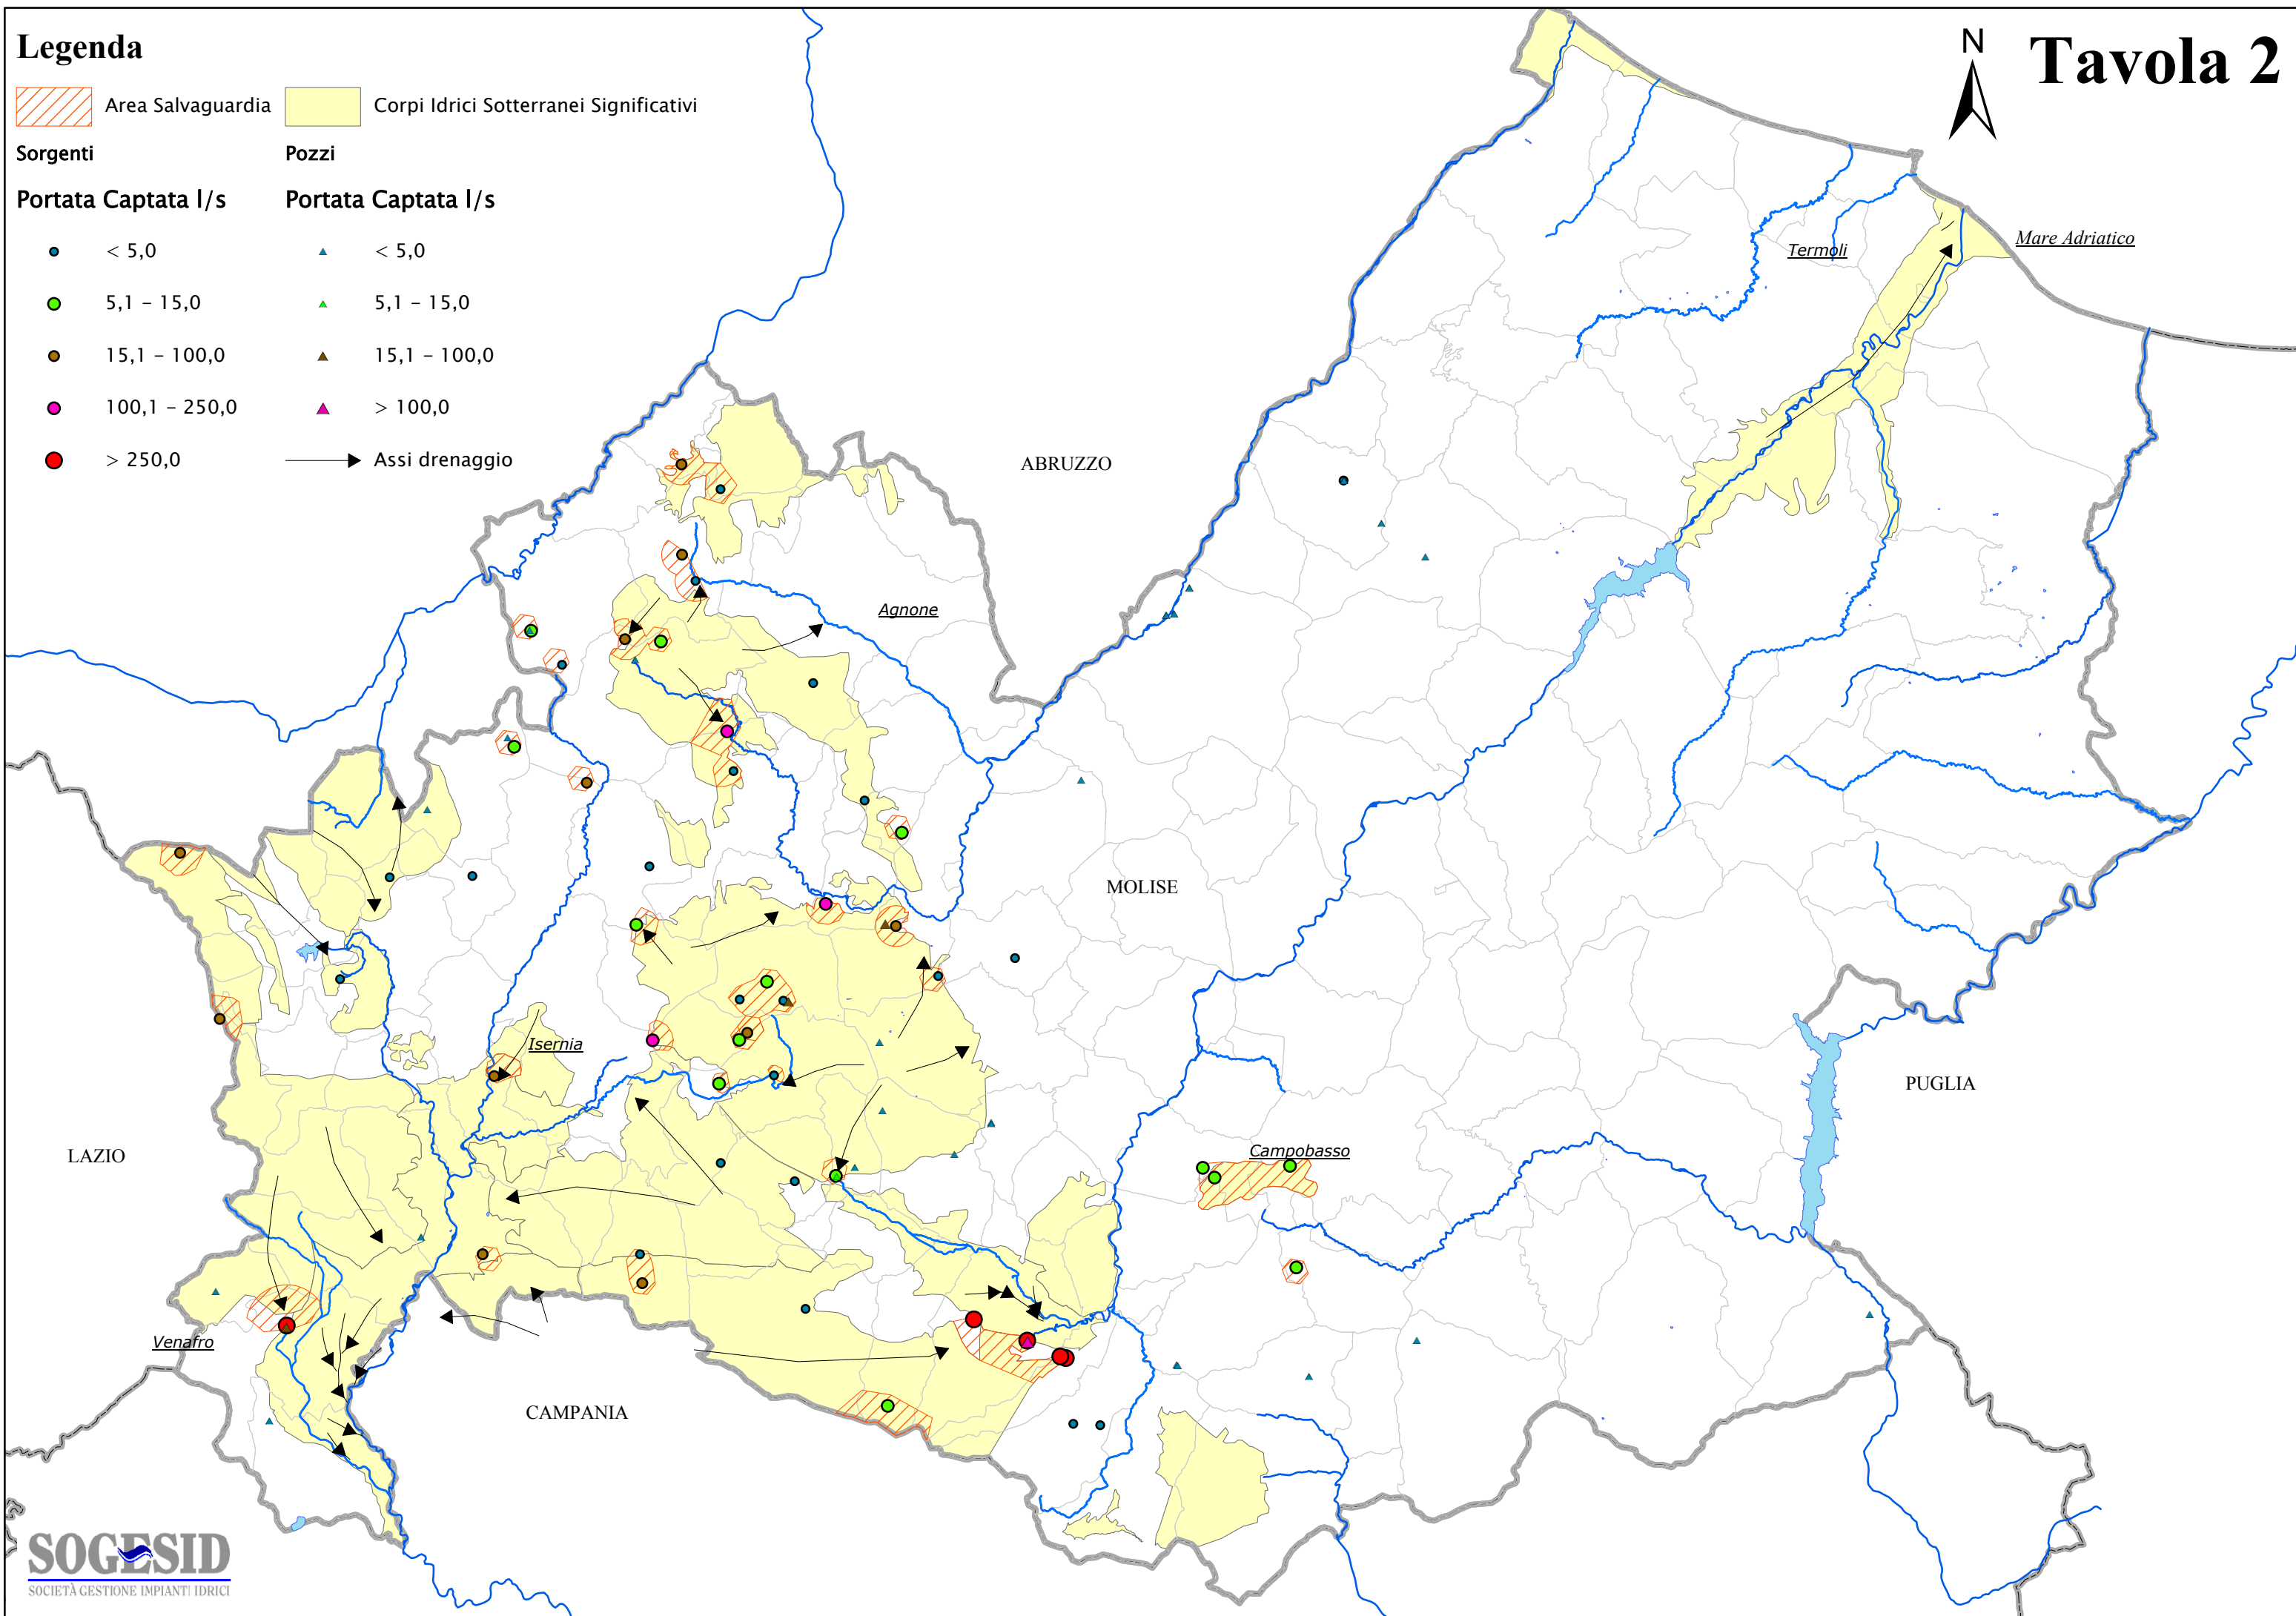 Legenda
Tavola 2
N
Area Salvaguardia
Corpi Idrici Sotterranei Significativi
Sorgenti
Pozzi
Portata Captata l/s
Portata Captata l/s
< 5,0
< 5,0
5,1 – 15,0
5,1 – 15,0
15,1 – 100,0
15,1 – 100,0
100,1 – 250,0
> 100,0
> 250,0
Assi drenaggio
Termoli
Mare Adriatico
ABRUZZO
Agnone
MOLISE
Isernia
PUGLIA
LAZIO
Campobasso
Venafro
CAMPANIA
SOGESID
SOCIETÀ GESTIONE IMPIANTI IDRICI